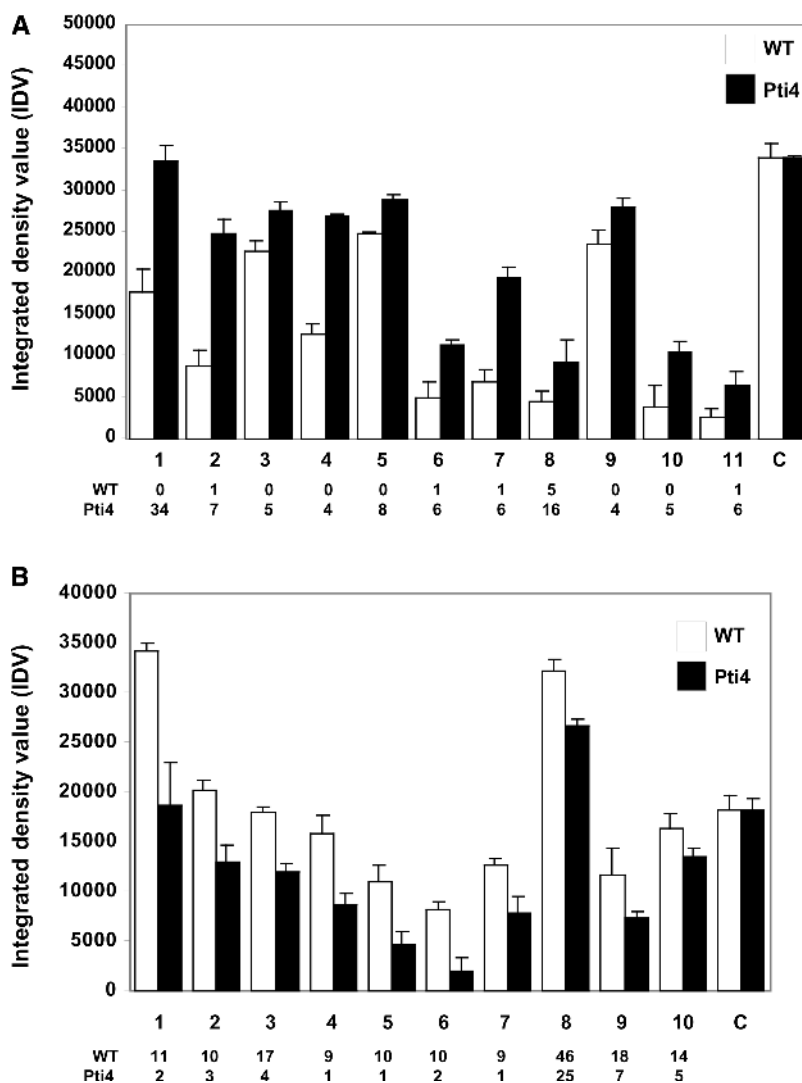 A
Integrated density value (IDV)
50000
45000
40000
35000
30000
25000
20000
15000
10000
5000
0
WT
Pti4
1 2 3 4 5 6 7 8 9 10 11 C
WT 0 1 0 0 0 1 1 5 0 0 1
Pti4 34 7 5 4 8 6 6 16 4 5 6
B
Integrated density value (IDV)
40000
35000
30000
25000
20000
15000
10000
5000
0
WT
Pti4
1 2 3 4 5 6 7 8 9 10 C
WT 11 10 17 9 10 10 9 46 18 14
Pti4 2 3 4 1 1 2 1 25 7 5